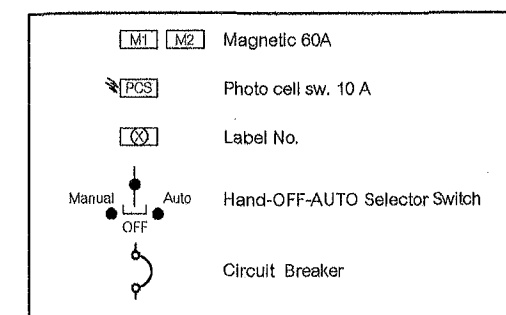 M1 M2 Magnetic 60A
PCS Photo cell sw. 10 A
X Label No.
Manual Auto Hand-OFF-AUTO Selector Switch
OFF
Circuit Breaker